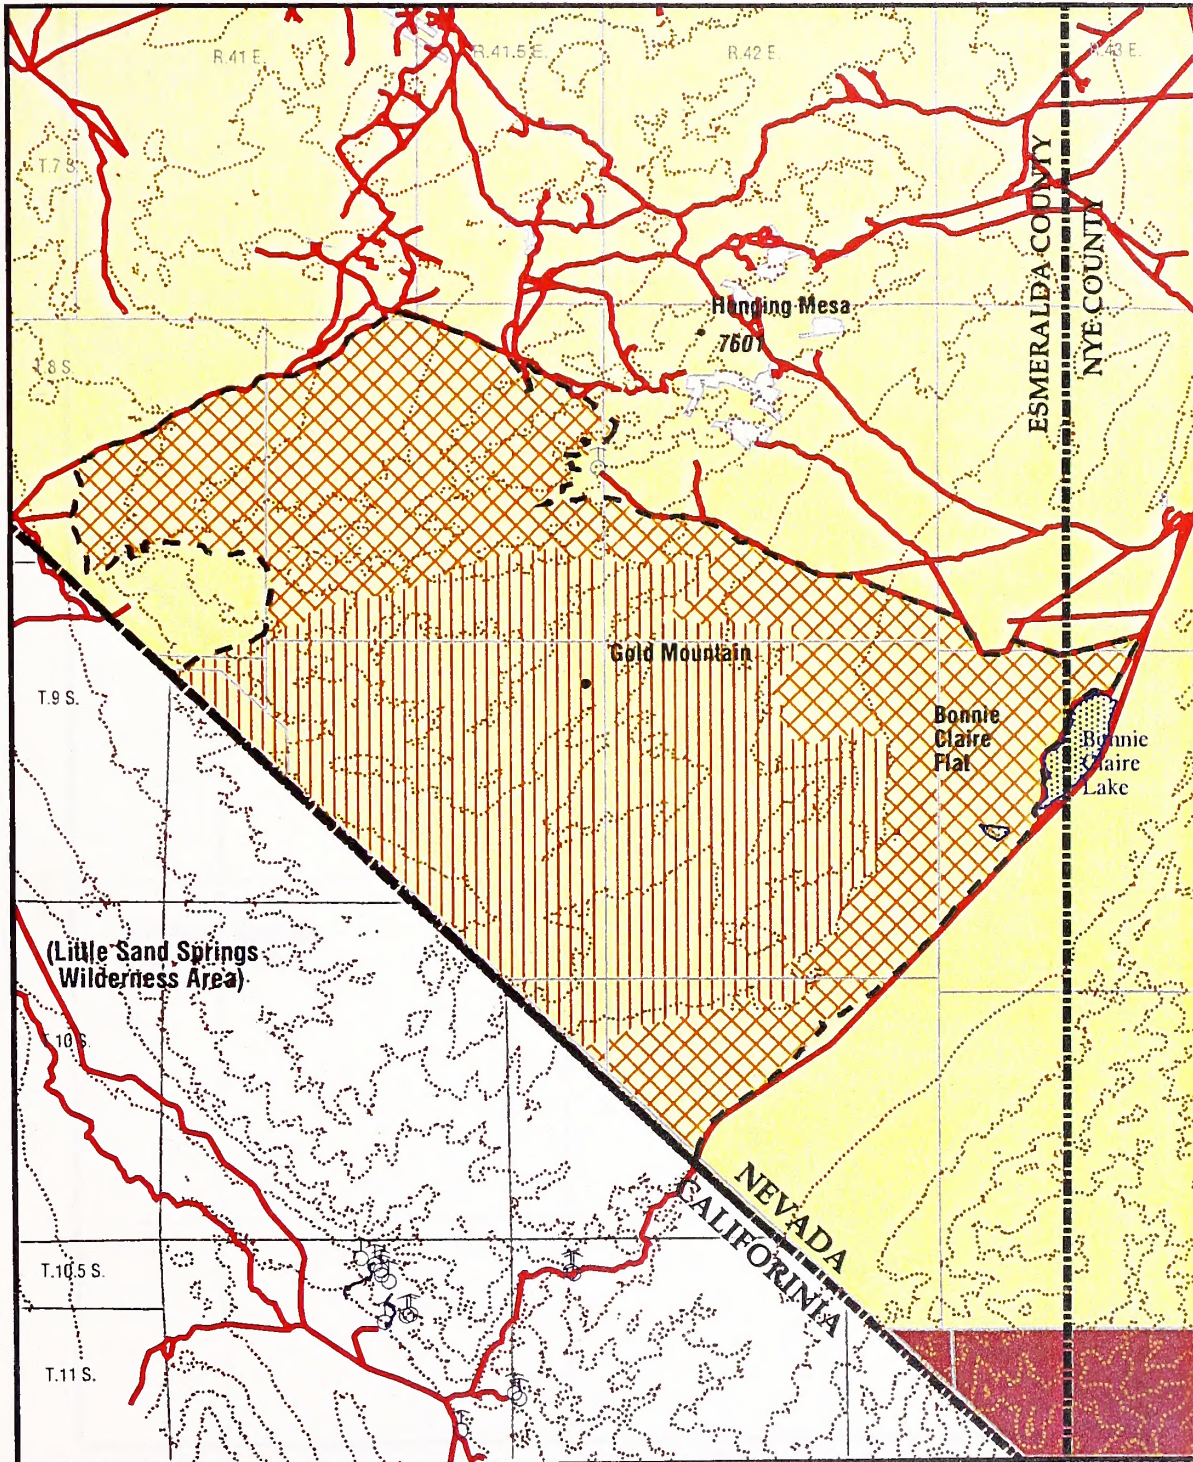 R.41 E.
R.41.5 E.
R.42 E.
R.43 E.
T.7 S.
ESMERALDA COUNTY
NYE COUNTY
Hanging Mesa
7601
T.8 S.
Gold Mountain
T.9 S.
Bonnie
Claire
Flat
Bonnie
Claire
Lake
(Little Sand Springs
Wilderness Area)
T.10 S.
NEVADA
CALIFORINIA
T.10.5 S.
T.11 S.